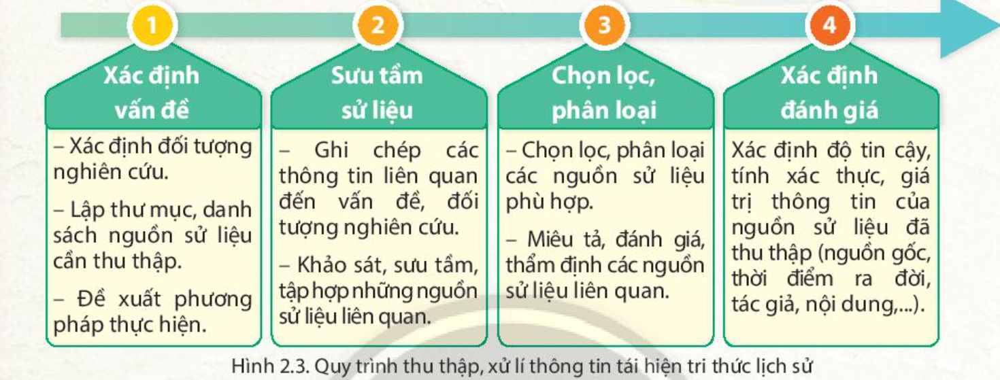 1
Xác định
vấn đề
– Xác định đối tượng
nghiên cứu.
– Lập thư mục, danh
sách nguồn sử liệu
cần thu thập.
– Đề xuất phương
pháp thực hiện.
2
Sưu tầm
sử liệu
– Ghi chép các
thông tin liên quan
đến vấn đề, đối
tượng nghiên cứu.
– Khảo sát, sưu tầm,
tập hợp những nguồn
sử liệu liên quan.
3
Chọn lọc,
phân loại
– Chọn lọc, phân loại
các nguồn sử liệu
phù hợp.
– Miêu tả, đánh giá,
thẩm định các nguồn
sử liệu liên quan.
4
Xác định
đánh giá
Xác định độ tin cậy,
tính xác thực, giá
trị thông tin của
nguồn sử liệu đã
thu thập (nguồn gốc,
thời điểm ra đời,
tác giả, nội dung,...).
Hình 2.3. Quy trình thu thập, xử lí thông tin tái hiện tri thức lịch sử